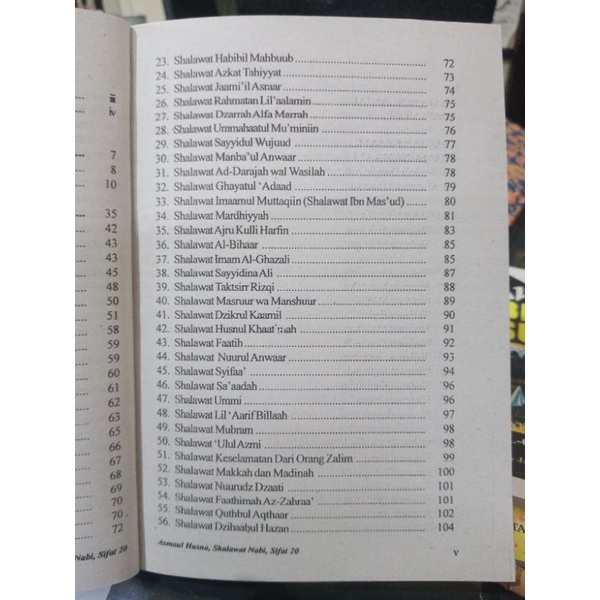 iii
iv
7
8
10
35
42
43
43
45
48
50
51
58
59
59
60
61
62
63
65
66
67
68
69
70
70
72
Nabi, Sifat 20
23. Shalawat Habibil Mahbuub 72
24. Shalawat Azkat Tahiyyat 73
25. Shalawat Jaami'il Asraar 74
26. Shalawat Rahmatan Lil'aalamin 75
27. Shalawat Dzarrah Alfa Marrah 75
28. Shalawat Ummahaatul Mu'miniin 76
29. Shalawat Sayyidul Wujuud 77
30. Shalawat Manba'ul Anwaar 78
31. Shalawat Ad-Darajah wal Wasilah 78
32. Shalawat Ghayatul 'Adaad 79
33. Shalawat Imaamul Muttaqiin (Shalawat Ibn Mas'ud) 80
34. Shalawat Mardhiyyah 81
35. Shalawat Ajru Kulli Harfin 83
36. Shalawat Al-Bihaar 85
37. Shalawat Imam Al-Ghazali 85
38. Shalawat Sayyidina Ali 87
39. Shalawat Taktsirr Rizqi 88
40. Shalawat Masruur wa Manshuur 89
41. Shalawat Dzikrul Kaamil 90
42. Shalawat Husnul Khaatimah 91
43. Shalawat Faatih 92
44. Shalawat Nuurul Anwaar 93
45. Shalawat Syifaa' 94
46. Shalawat Sa'aadah 96
47. Shalawat Ummi 96
48. Shalawat Lil 'Aarif Billaah 97
49. Shalawat Mubram 98
50. Shalawat 'Ulul Azmi 98
51. Shalawat Keselamatan Dari Orang Zalim 99
52. Shalawat Makkah dan Madinah 100
53. Shalawat Nuurudz Dzaati 101
54. Shalawat Faathimah Az-Zahraa' 101
55. Shalawat Quthbul Aqthaar 102
56. Shalawat Dzihaabul Hazan 104
Asmaul Husna, Shalawat Nabi, Sifat 20 v